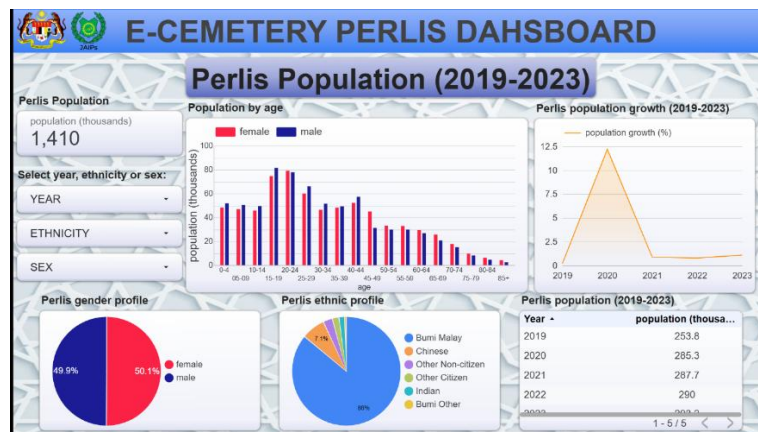 E-CEMETERY PERLIS DAHSBOARD
JAIPs
Perlis Population (2019-2023)
Perlis Population
population (thousands)
1,410
Select year, ethnicity or sex:
YEAR
ETHNICITY
SEX
Population by age
female male
population (thousands)
100
80
60
40
20
0
0-4 10-14 20-24 30-34 40-44 50-54 60-64 70-74 80-84
05-09 15-19 25-29 35-39 45-49 55-59 65-69 75-79 85+
age
Perlis population growth (2019-2023)
population growth (%)
12.5
10
7.5
5
2.5
0
2019 2020 2021 2022 2023
Perlis gender profile
49.9% 50.1%
female
male
Perlis ethnic profile
7.1%
86%
Bumi Malay
Chinese
Other Non-citizen
Other Citizen
Indian
Bumi Other
Perlis population (2019-2023)
Year population (thousa...
2019 253.8
2020 285.3
2021 287.7
2022 290
1 - 5 / 5